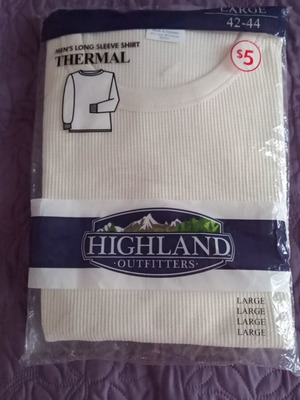 LARGE
42-44
MEN'S LONG SLEEVE SHIRT
THERMAL
$5
HIGHLAND
·OUTFITTERS·
LARGE
LARGE
LARGE
LARGE